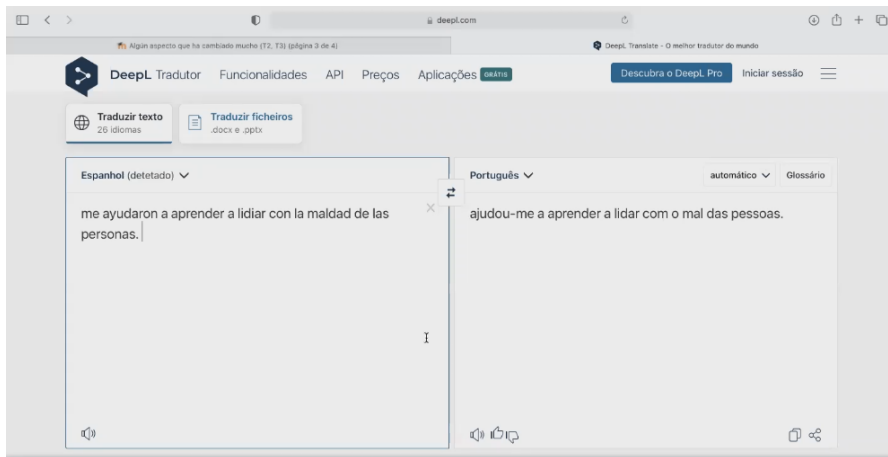 deepl.com
Algún aspecto que ha cambiado mucho (T2, T3) (página 3 de 4)
DeepL Translate - O melhor tradutor do mundo
DeepL Tradutor Funcionalidades API Preços Aplicações GRÁTIS Descubra o DeepL Pro Iniciar sessão
Traduzir texto
26 idiomas
Traduzir ficheiros
.docx e .pptx
Espanhol (detetado)
Português
automático
Glossário
me ayudaron a aprender a lidiar con la maldad de las
personas.
ajudou-me a aprender a lidar com o mal das pessoas.